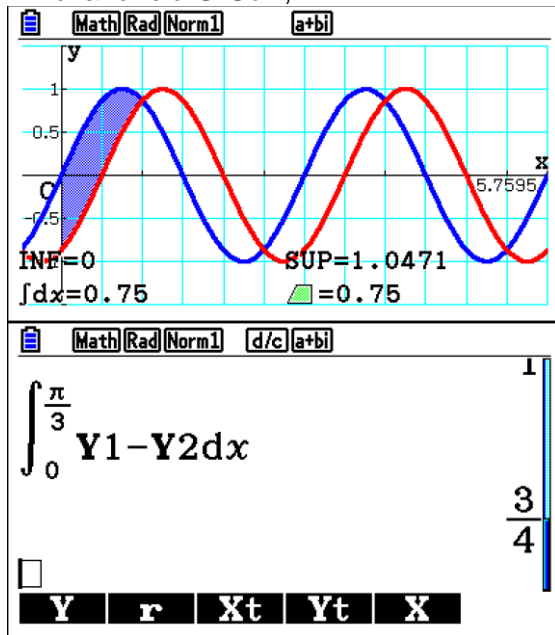 Math Rad Norm1 a+bi
y
1
0.5
x
O
5.7595
-0.5
INF=0 SUP=1.0471
∫dx=0.75 =0.75
Math Rad Norm1 d/c a+bi
1
∫₀^(π/3) Y1−Y2dx
3/4
Y r Xt Yt X